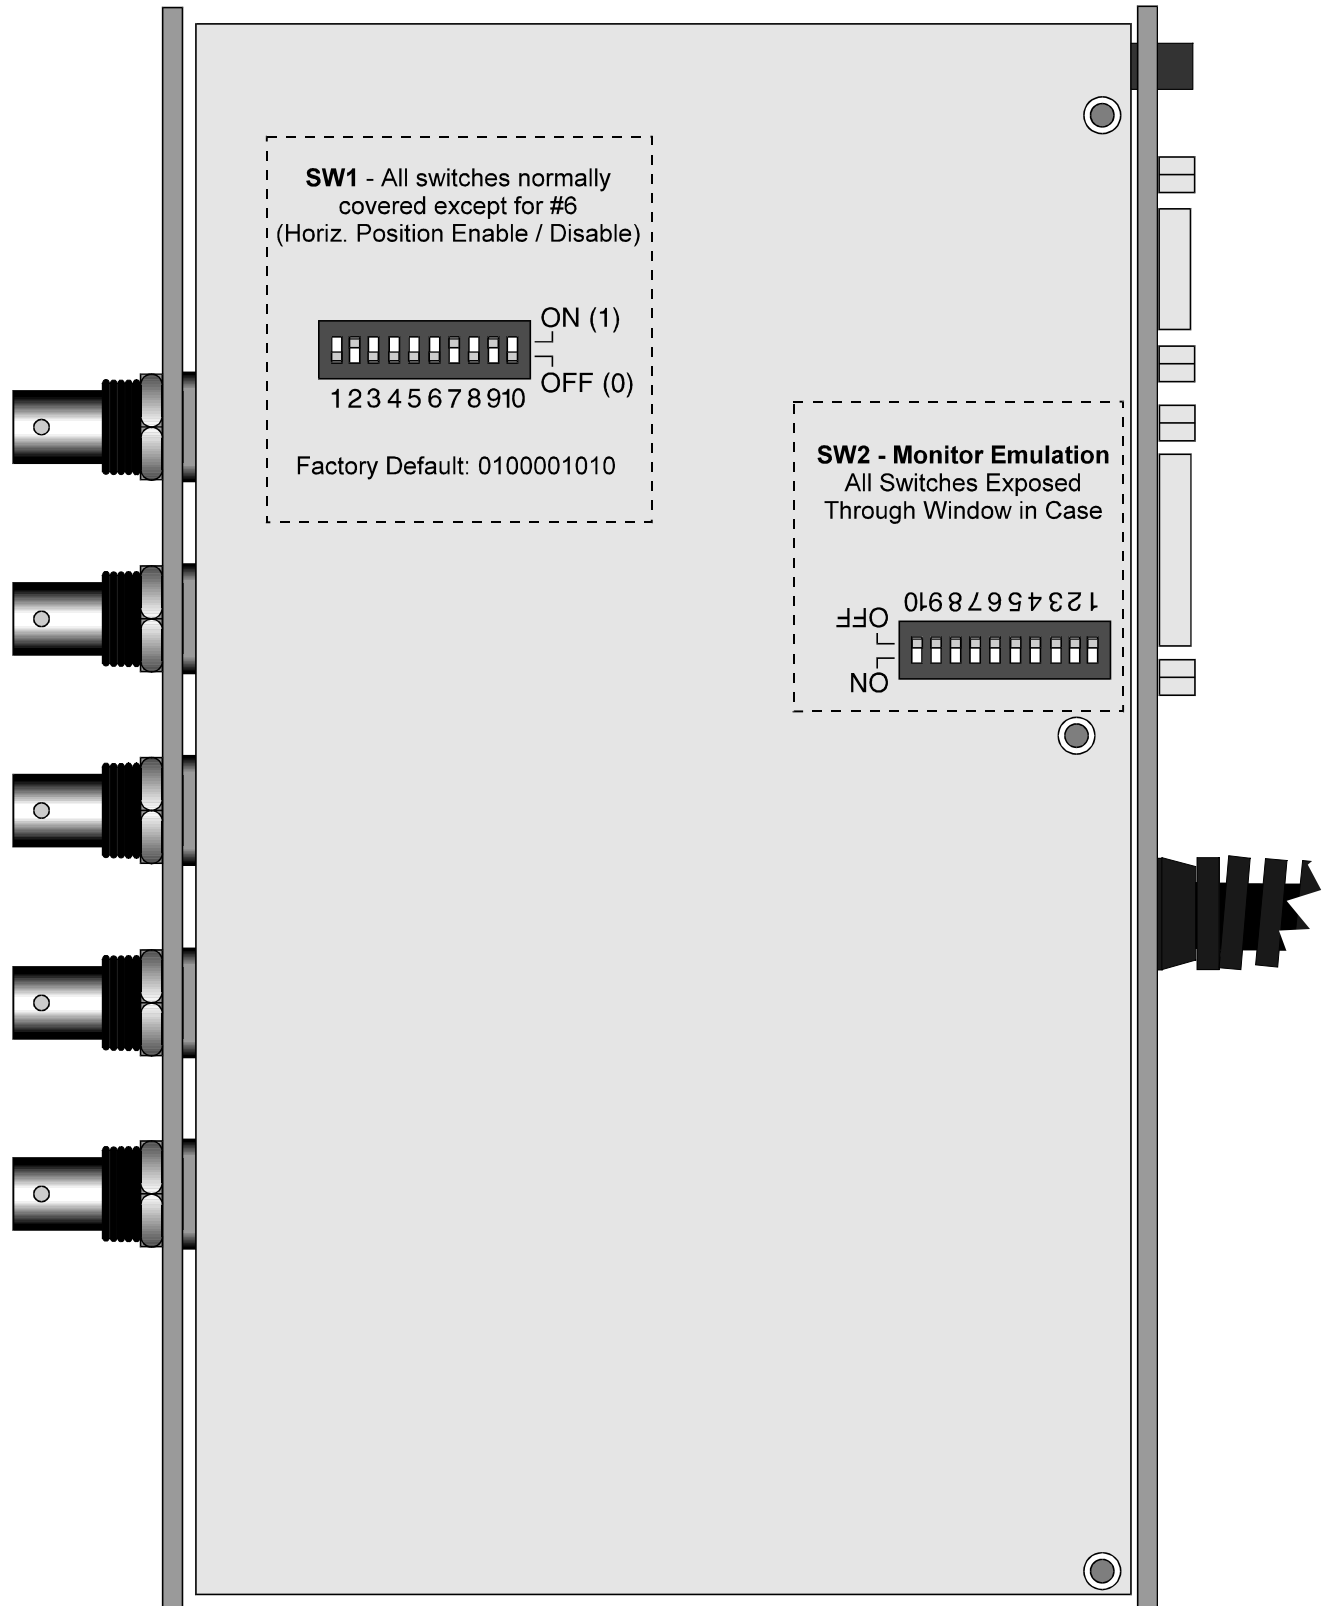 SW1 - All switches normally
covered except for #6
(Horiz. Position Enable / Disable)
ON (1)
OFF (0)
1 2 3 4 5 6 7 8 9 10
Factory Default: 0100001010
SW2 - Monitor Emulation
All Switches Exposed
Through Window in Case
1 2 3 4 5 6 7 8 9 10
OFF
ON